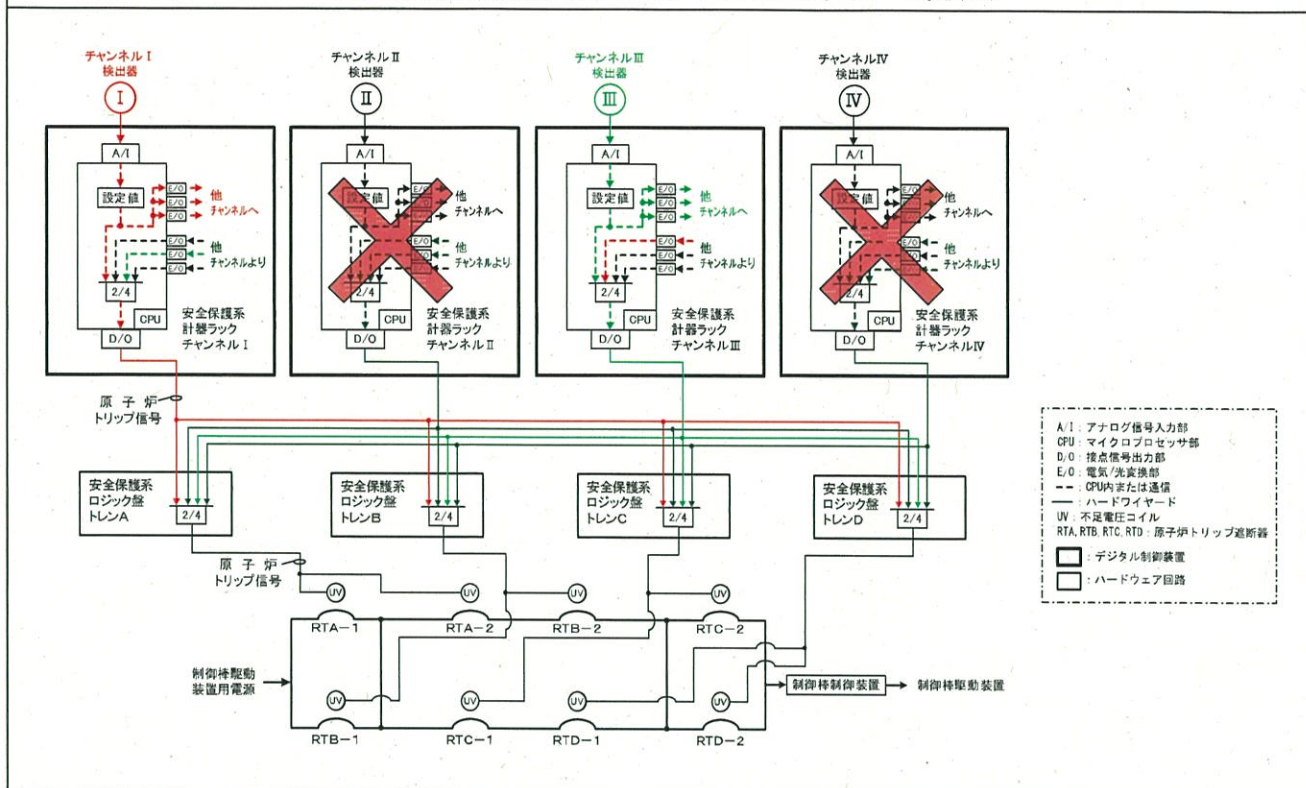 チャンネルⅠ
検出器
Ⅰ
チャンネルⅡ
検出器
Ⅱ
チャンネルⅢ
検出器
Ⅲ
チャンネルⅣ
検出器
Ⅳ
A/I
設定値
E/O
E/O
E/O
他
チャンネルへ
E/O
E/O
E/O
他
チャンネルより
2/4
CPU
D/O
安全保護系
計器ラック
チャンネルⅠ
A/I
設定値
E/O
E/O
E/O
他
チャンネルへ
E/O
E/O
E/O
他
チャンネルより
2/4
CPU
D/O
安全保護系
計器ラック
チャンネルⅡ
A/I
設定値
E/O
E/O
E/O
他
チャンネルへ
E/O
E/O
E/O
他
チャンネルより
2/4
CPU
D/O
安全保護系
計器ラック
チャンネルⅢ
A/I
設定値
E/O
E/O
E/O
他
チャンネルへ
E/O
E/O
E/O
他
チャンネルより
2/4
CPU
D/O
安全保護系
計器ラック
チャンネルⅣ
原子炉
トリップ信号
安全保護系
ロジック盤
トレンA
2/4
安全保護系
ロジック盤
トレンB
2/4
安全保護系
ロジック盤
トレンC
2/4
安全保護系
ロジック盤
トレンD
2/4
原子炉
トリップ信号
UV
UV
UV
UV
RTA-1
RTA-2
RTB-2
RTC-2
制御棒駆動
装置用電源
UV
UV
UV
UV
制御棒制御装置
制御棒駆動装置
RTB-1
RTC-1
RTD-1
RTD-2
A/I : アナログ信号入力部
CPU : マイクロプロセッサ部
D/O : 接点信号出力部
E/O : 電気/光変換部
--- : CPU内または通信
― : ハードワイヤード
UV : 不足電圧コイル
RTA, RTB, RTC, RTD : 原子炉トリップ遮断器
: デジタル制御装置
: ハードウェア回路